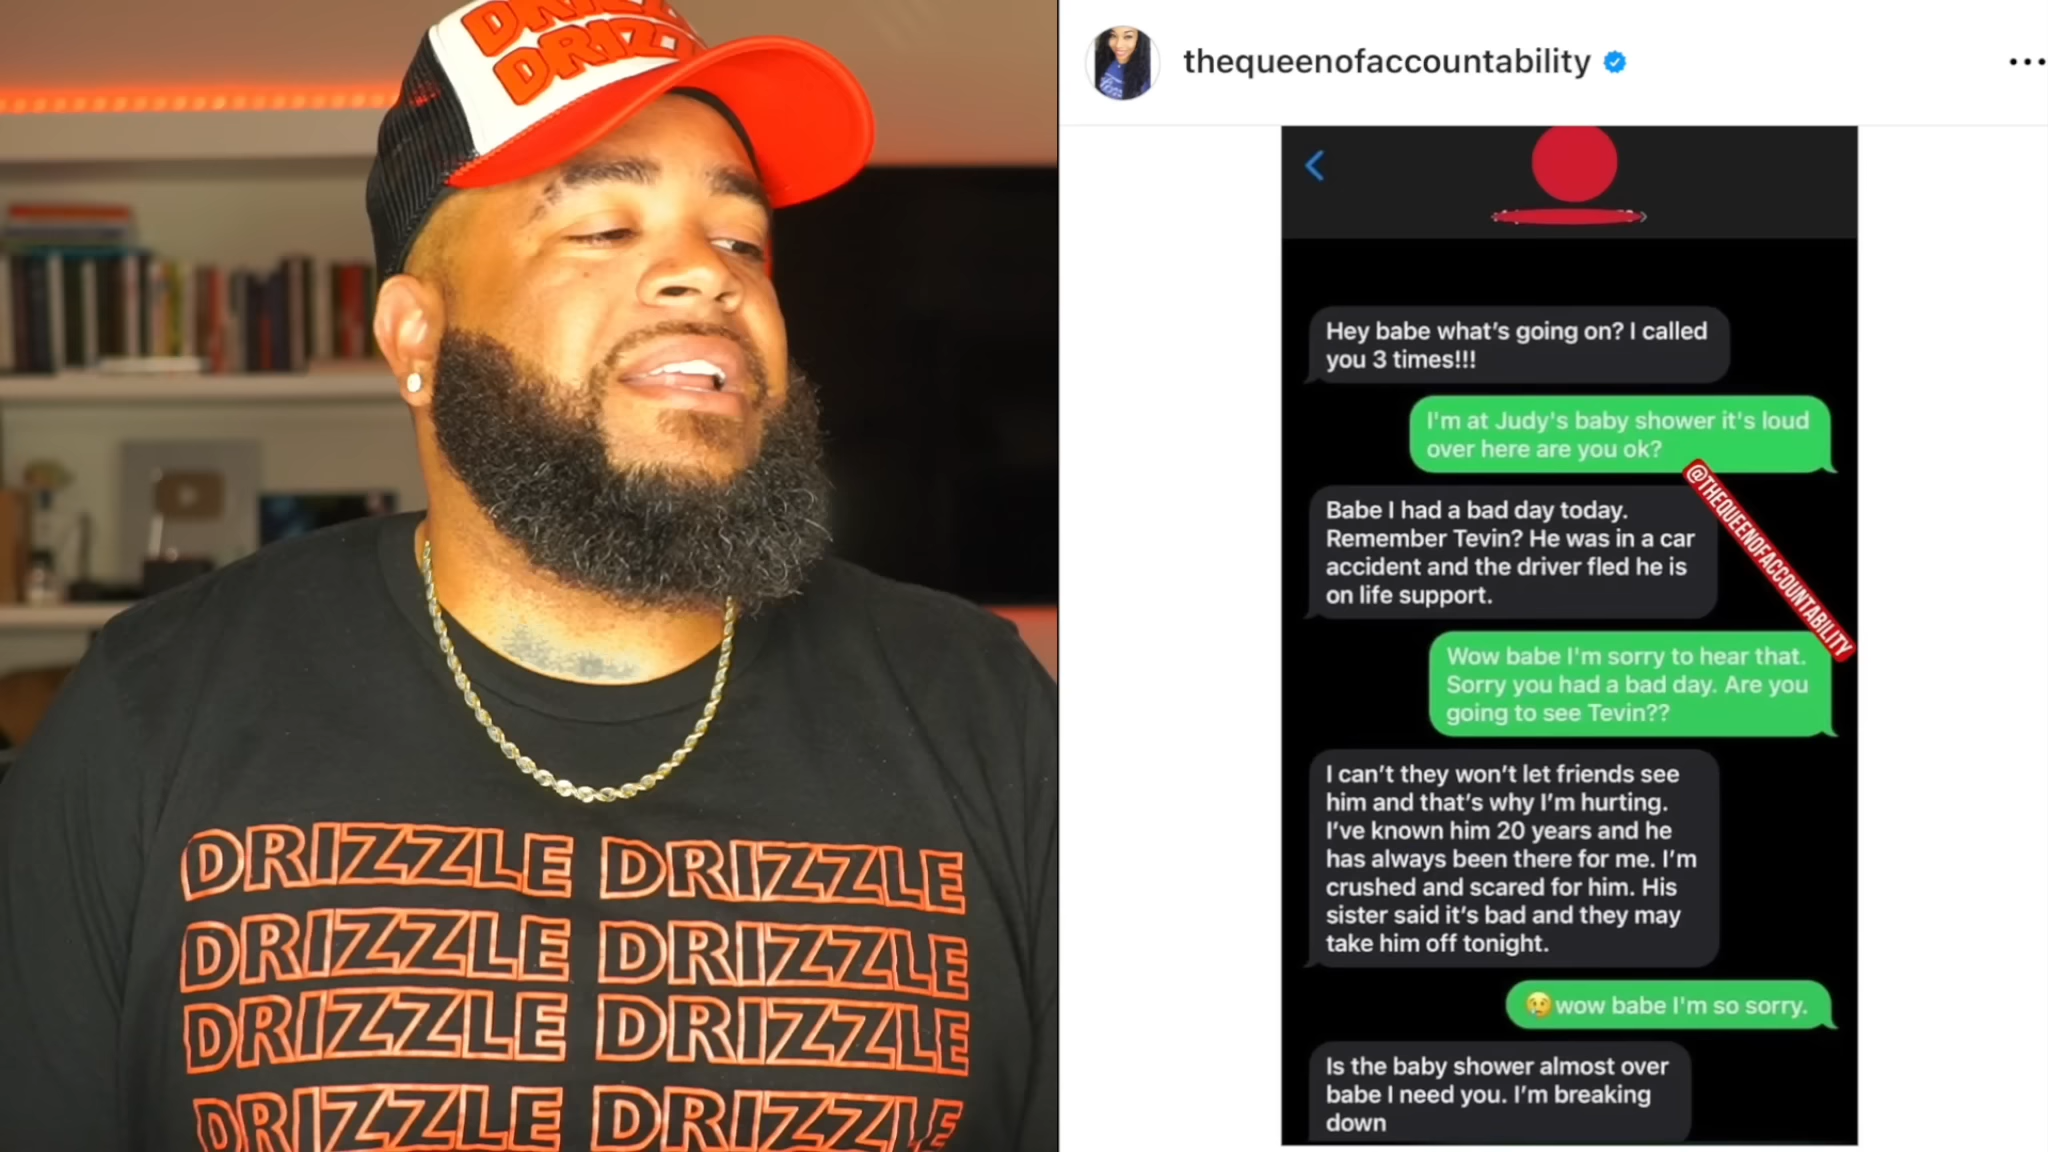 DRIZZLE
DRIZZ
DRIZZLE DRIZZLE
DRIZZLE DRIZZLE
DRIZZLE DRIZZLE
DRIZZLE DRIZZLE
thequeenofaccountability
Hey babe what's going on? I called
you 3 times!!!
I'm at Judy's baby shower it's loud
over here are you ok?
@THEQUEENOFACCOUNTABILITY
Babe I had a bad day today.
Remember Tevin? He was in a car
accident and the driver fled he is
on life support.
Wow babe I'm sorry to hear that.
Sorry you had a bad day. Are you
going to see Tevin??
I can't they won't let friends see
him and that's why I'm hurting.
I've known him 20 years and he
has always been there for me. I'm
crushed and scared for him. His
sister said it's bad and they may
take him off tonight.
😢 wow babe I'm so sorry.
Is the baby shower almost over
babe I need you. I'm breaking
down